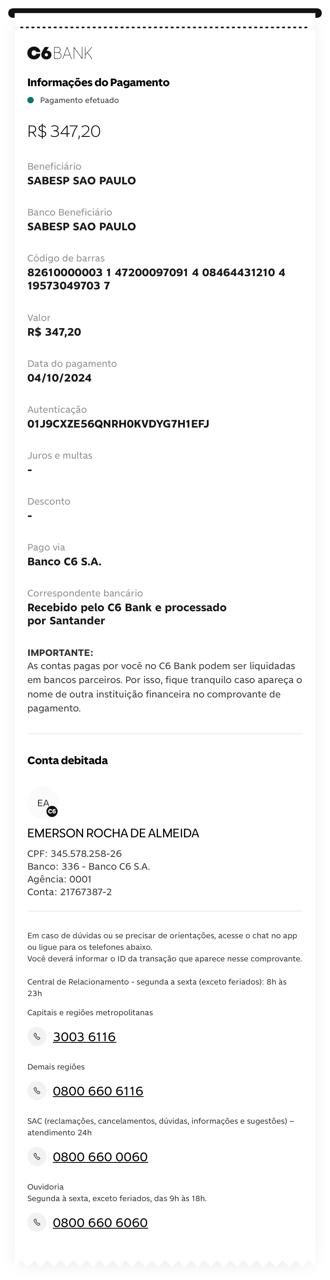 C6BANK
Informações do Pagamento
Pagamento efetuado
R$ 347,20
Beneficiário
SABESP SAO PAULO
Banco Beneficiário
SABESP SAO PAULO
Código de barras
82610000003 1 47200097091 4 08464431210 4
19573049703 7
Valor
R$ 347,20
Data do pagamento
04/10/2024
Autenticação
01J9CXZE56QNRH0KVDYG7H1EFJ
Juros e multas
-
Desconto
-
Pago via
Banco C6 S.A.
Correspondente bancário
Recebido pelo C6 Bank e processado
por Santander
IMPORTANTE:
As contas pagas por você no C6 Bank podem ser liquidadas
em bancos parceiros. Por isso, fique tranquilo caso apareça o
nome de outra instituição financeira no comprovante de
pagamento.
Conta debitada
EA
C6
EMERSON ROCHA DE ALMEIDA
CPF: 345.578.258-26
Banco: 336 - Banco C6 S.A.
Agência: 0001
Conta: 21767387-2
Em caso de dúvidas ou se precisar de orientações, acesse o chat no app
ou ligue para os telefones abaixo.
Você deverá informar o ID da transação que aparece nesse comprovante.
Central de Relacionamento - segunda a sexta (exceto feriados): 8h às
23h
Capitais e regiões metropolitanas
3003 6116
Demais regiões
0800 660 6116
SAC (reclamações, cancelamentos, dúvidas, informações e sugestões) –
atendimento 24h
0800 660 0060
Ouvidoria
Segunda à sexta, exceto feriados, das 9h às 18h.
0800 660 6060